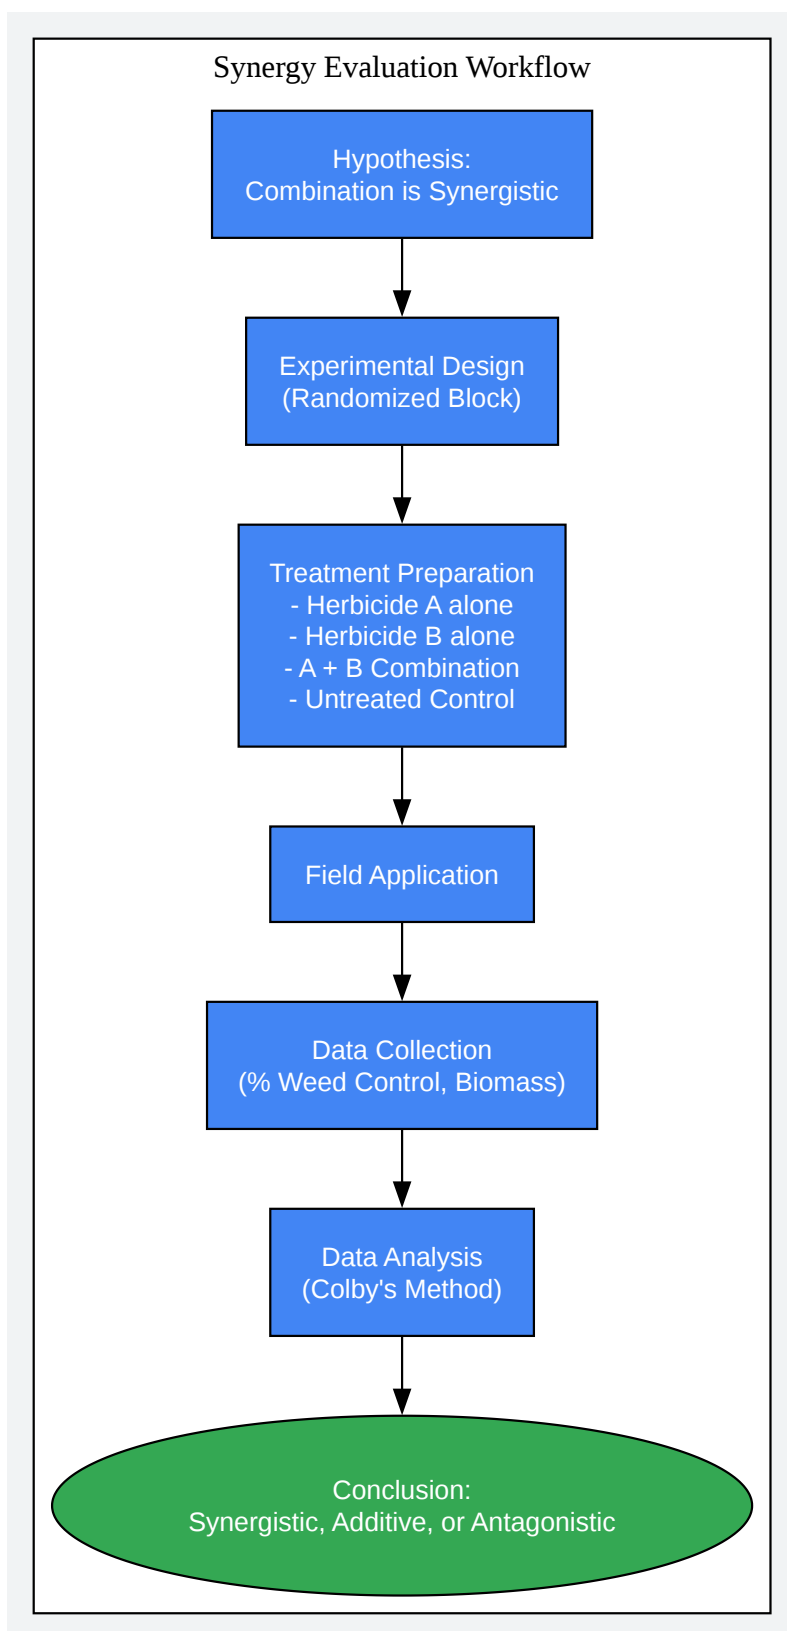 Synergy Evaluation Workflow
Hypothesis:
Combination is Synergistic
Experimental Design
(Randomized Block)
Treatment Preparation
- Herbicide A alone
- Herbicide B alone
- A + B Combination
- Untreated Control
Field Application
Data Collection
(% Weed Control, Biomass)
Data Analysis
(Colby's Method)
Conclusion:
Synergistic, Additive, or Antagonistic